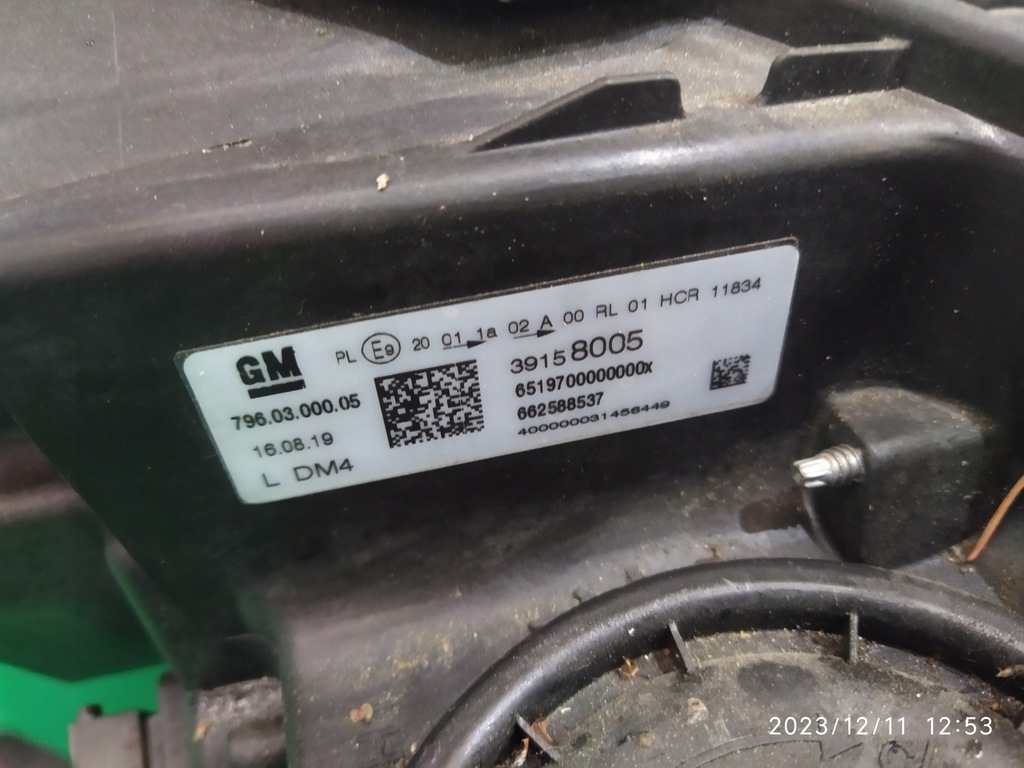 GM
PL E9 20 01 1a 02 A 00 RL 01 HCR 11834
39158005
796.03.000.05
6519700000000x
16.08.19
662588537
L DM4
400000031456449
2023/12/11 12:53